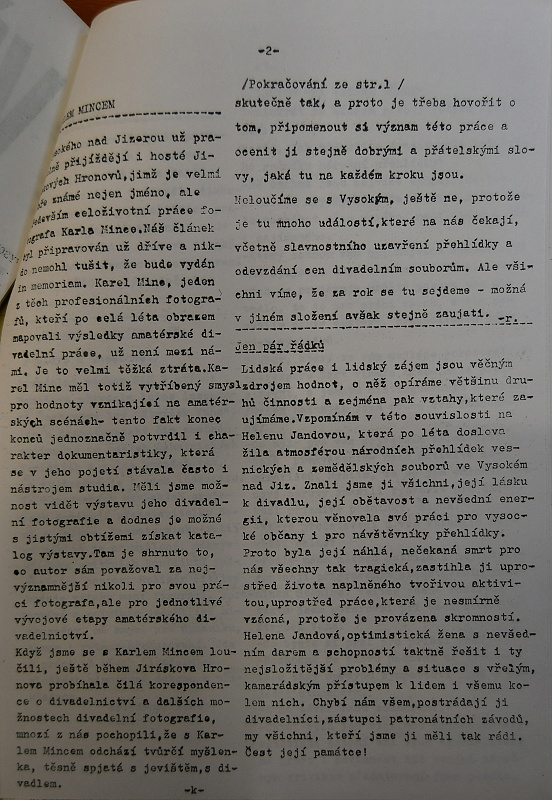 -2-
LEM MINCEM
nad Jizerou už pra-
přijíždějí i hosté Ji-
Hronovů,jimž je velmi
známé nejen jméno, ale
celoživotní práce fo-
tografa Karla Mince.Náš článek
byl připravován už dříve a nik-
do nemohl tušit, že bude vydán
in memoriam. Karel Minc, jeden
z těch profesionálních fotogra-
fů, kteří po celá léta obrazem
mapovali výsledky amatérské di-
vadelní práce, už není mezi ná-
mi. Je to velmi těžká ztráta.Ka-
rel Minc měl totiž vytříbený smysl
pro hodnoty vznikající na amatér-
ských scénách- tento fakt konec
konců jednoznačně potvrdil i cha-
rakter dokumentaristiky, která
se v jeho pojetí stávala často i
nástrojem studia. Měli jsme mož-
nost vidět výstavu jeho divadel-
ní fotografie a dodnes je možná
s jistými obtížemi získat kata-
log výstavy.Tam je shrnuto to,
co autor sám považoval za nej-
významnější nikoli pro svou prá-
ci fotografa,ale pro jednotlivé
vývojové etapy amatérského di-
vadelnictví.
Když jsme se s Karlem Mincem lou-
čili, ještě během Jiráskova Hro-
nova probíhala čilá koresponden-
ce o divadelnictví a dalších mo-
žnostech divadelní fotografie,
mnozí z nás pochopili,že s Kar-
lem Mincem odchází tvůrčí myšlen-
ka, těsně spjatá s jevištěm,s di-
vadlem.
-k-
/Pokračování ze str.1 /
skutečně tak, a proto je třeba hovořit o
tom, připomenout si význam této práce a
ocenit ji stejně dobrými a přátelskými slo-
vy, jaké tu na každém kroku jsou.
Neloučíme se s Vysokým, ještě ne, protože
je tu mnoho událostí,které na nás čekají,
včetně slavnostního uzavření přehlídky a
odevzdání cen divadelním souborům. Ale vši-
chni víme, že za rok se tu sejdeme - možná
v jiném složení avšak stejně zaujati. -r.
Jen pár řádků
Lidská práce i lidský zájem jsou věčným
zdrojem hodnot, o něž opíráme většinu dru-
hů činnosti a zejména pak vztahy,které za-
ujímáme.Vzpomínám v této souvislosti na
Helenu Jandovou, která po léta doslova
žila atmosférou národních přehlídek ves-
nických a zemědělských souborů ve Vysokém
nad Jiz. Znali jsme ji všichni,její lásku
k divadlu, její obětavost a nevšední ener-
gii, kterou věnovala své práci pro vysoc-
ké občany i pro návštěvníky přehlídky.
Proto byla její náhlá, nečekaná smrt pro
nás všechny tak tragická,zastihla ji upro-
střed života naplněného tvořivou aktivi-
tou,uprostřed práce,která je nesmírně
vzácná, protože je provázena skromností.
Helena Jandová,optimistická žena s nevšed-
ním darem a schopností taktně řešit i ty
nejsložitější problémy a situace s vřelým,
kamarádským přístupem k lidem i všemu ko-
lem nich. Chybí nám všem,postrádají ji
divadelníci,zástupci patronátních závodů,
my všichni, kteří jsme ji měli tak rádi.
Čest její památce!